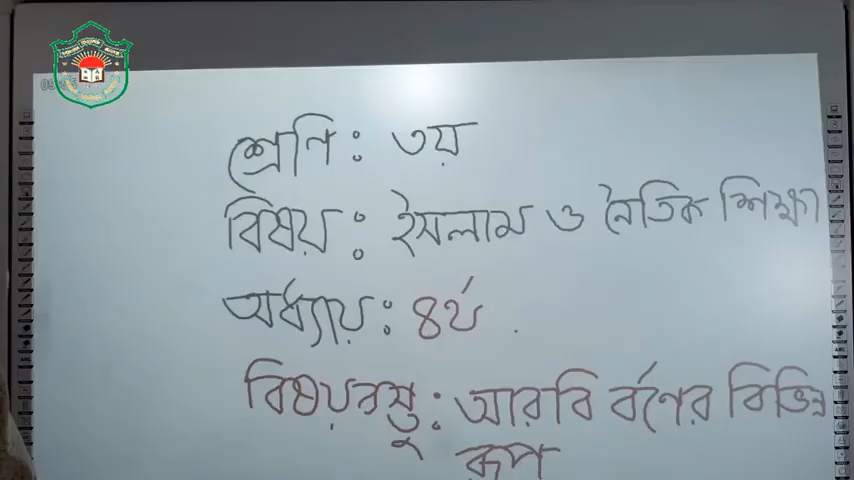 শ্রেণি : ৩য়
বিষয় : ইসলাম ও নৈতিক শিক্ষা
অধ্যায় : ৪র্থ
বিষয়বস্তু : আরবি বর্ণের বিভিন্ন
রূপ